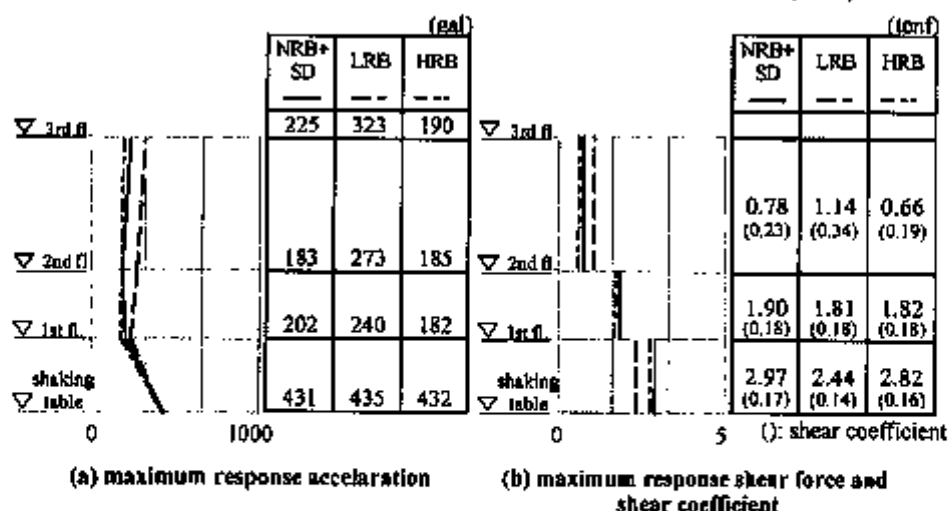 (gal)
NRB+
SD LRB HRB
▽ 3rd fl 225 323 190
▽ 2nd fl 183 273 185
▽ 1st fl. 202 240 182
shaking
▽ table 431 435 432
0 1000
(a) maximum response accelaration
(tonf)
NRB+
SD LRB HRB
▽ 3rd fl
0.78 1.14 0.66
(0.23) (0.34) (0.19)
▽ 2nd fl
1.90 1.81 1.82
▽ 1st fl. (0.18) (0.18) (0.18)
shaking 2.97 2.44 2.82
▽ table (0.17) (0.14) (0.16)
0 5 (): shear coefficient
(b) maximum response shear force and
shear coefficient